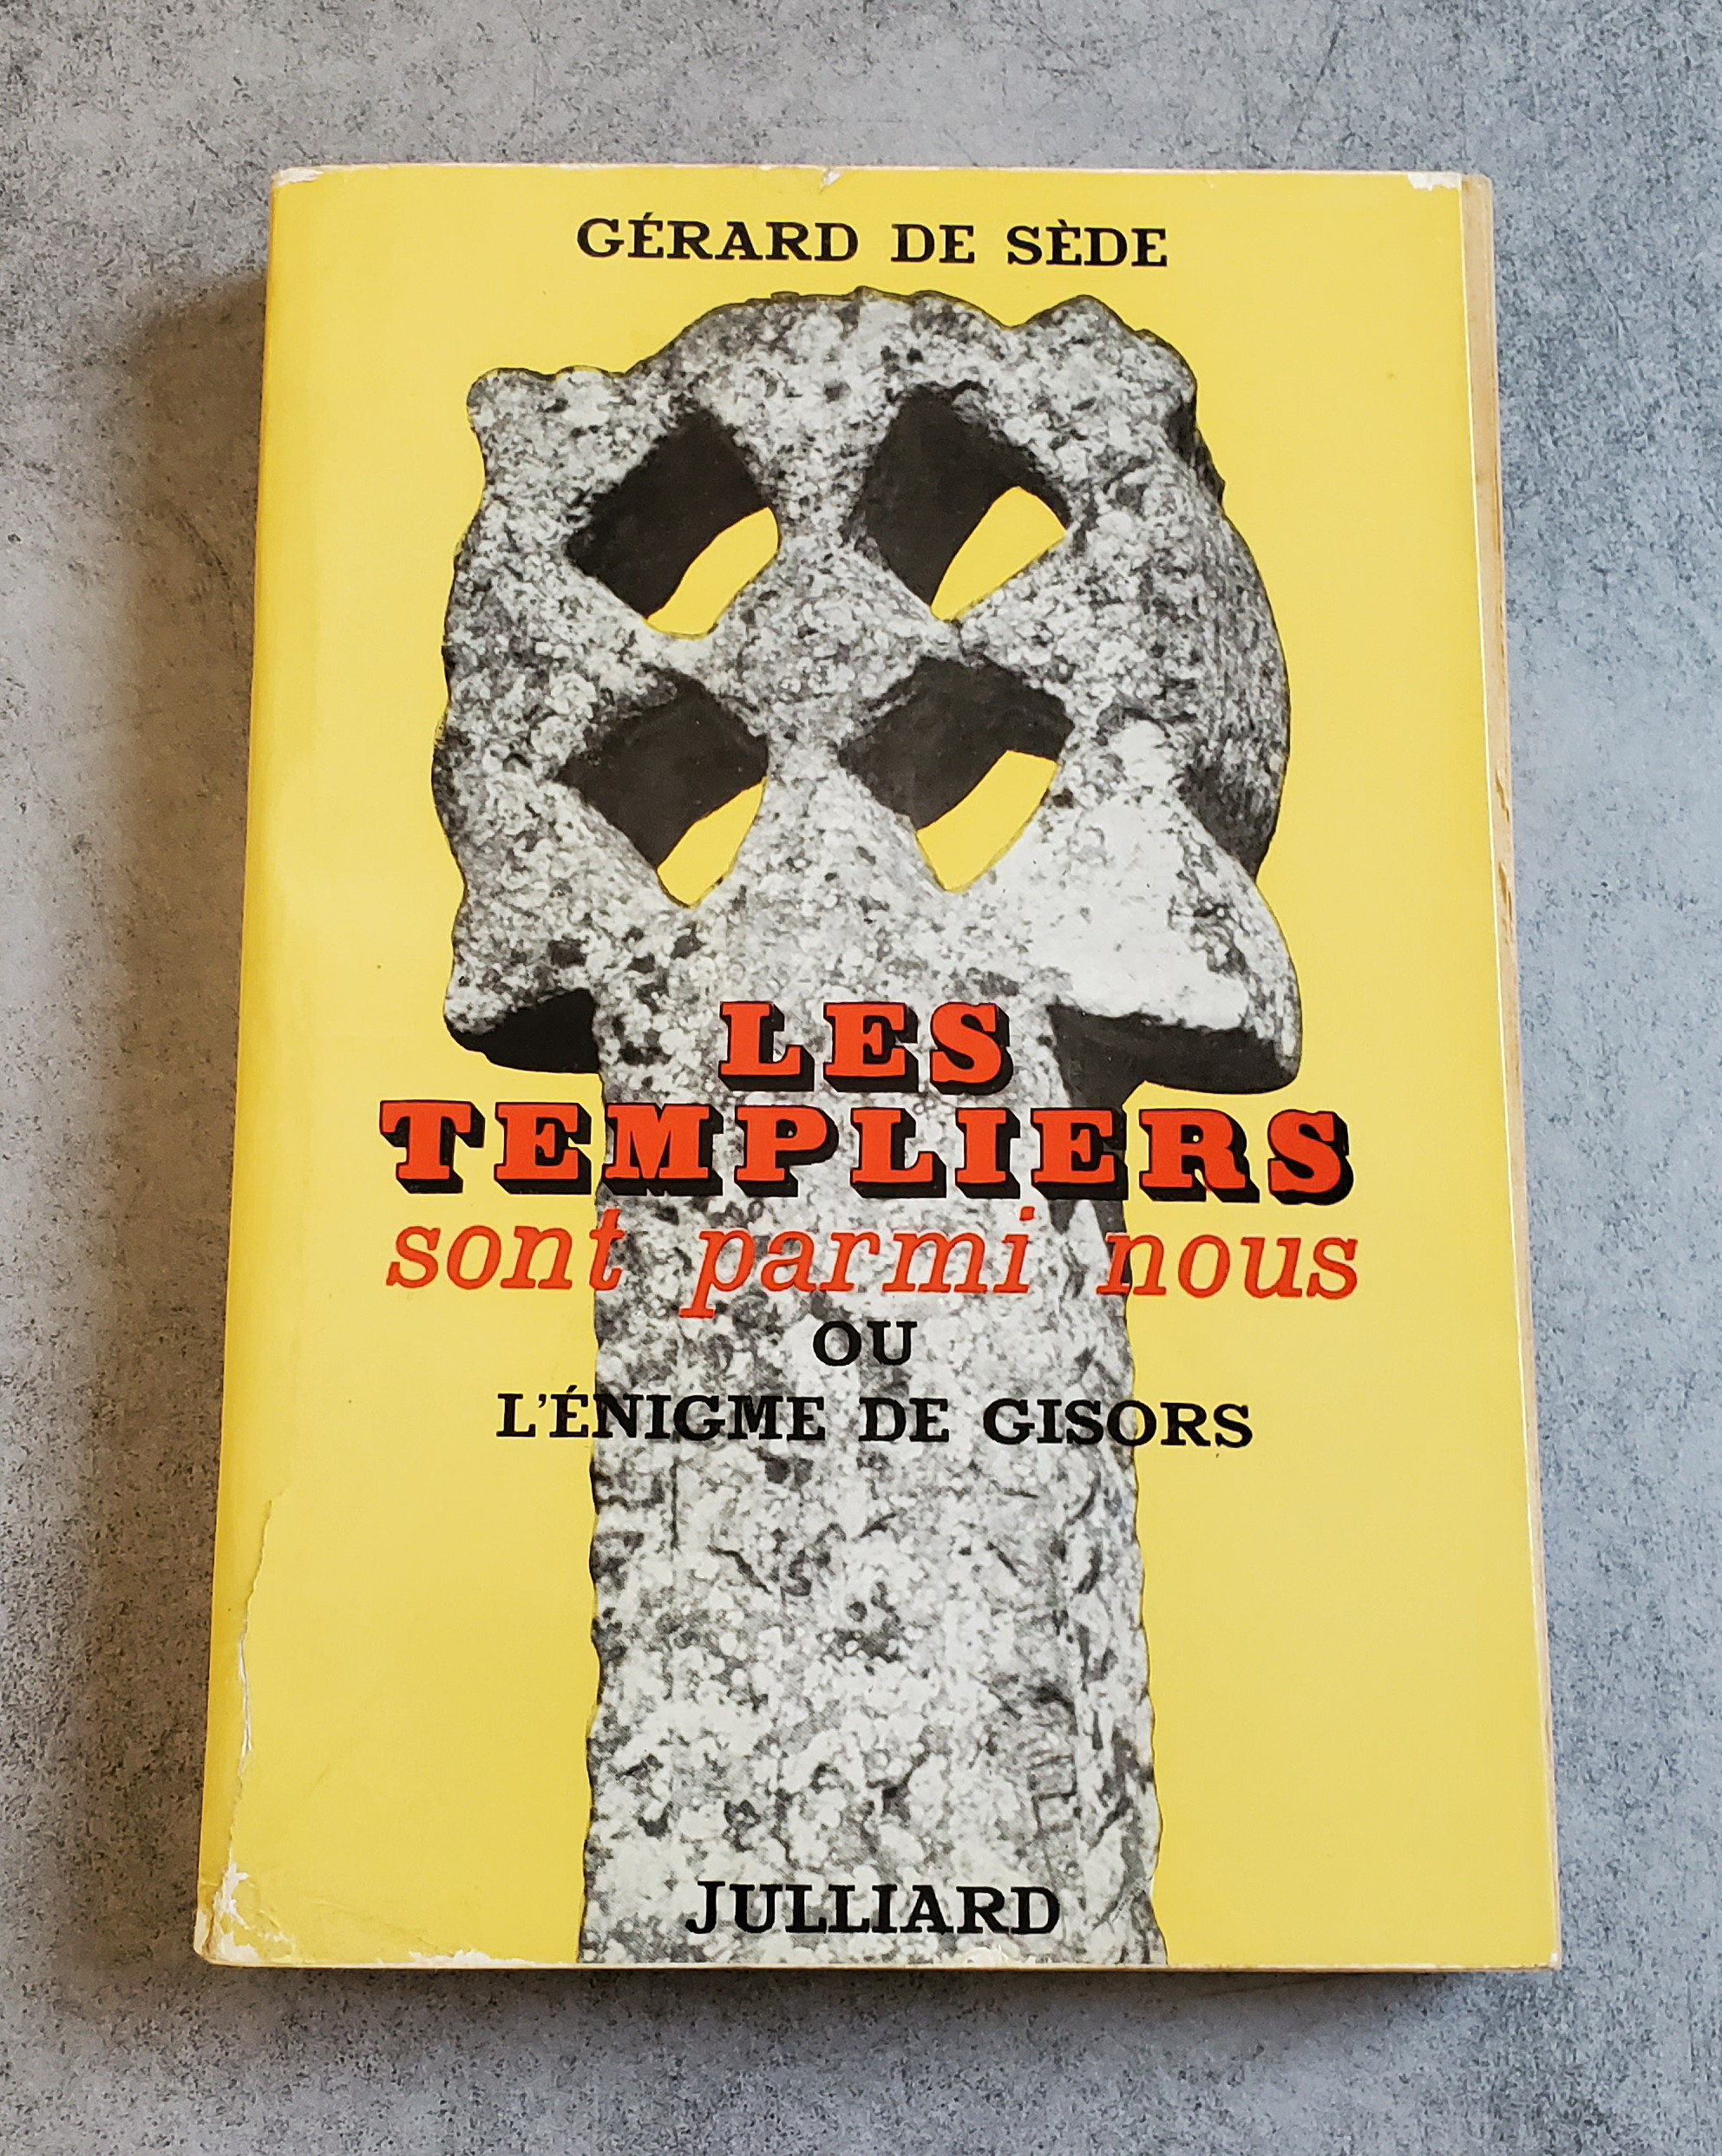 GÉRARD DE SÈDE
LES
TEMPLIERS
sont parmi nous
OU
L'ÉNIGME DE GISORS
JULLIARD